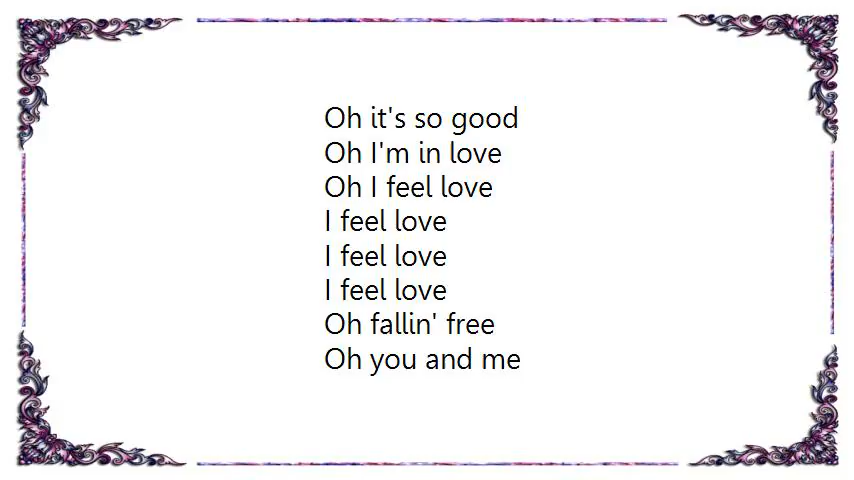 Oh it's so good
Oh I'm in love
Oh I feel love
I feel love
I feel love
I feel love
Oh fallin' free
Oh you and me